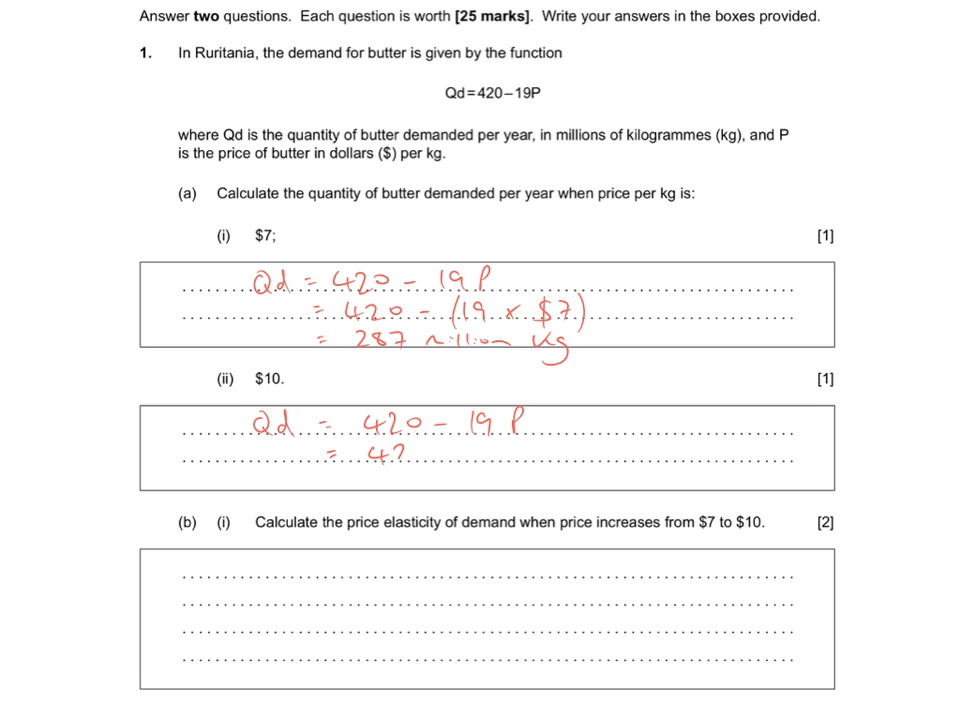 Answer two questions. Each question is worth [25 marks]. Write your answers in the boxes provided.
1. In Ruritania, the demand for butter is given by the function
Qd=420–19P
where Qd is the quantity of butter demanded per year, in millions of kilogrammes (kg), and P
is the price of butter in dollars ($) per kg.
(a) Calculate the quantity of butter demanded per year when price per kg is:
(i) $7; [1]
Qd = 420 - 19 P
= 420 - (19 x $7)
= 287 million kg
(ii) $10. [1]
Qd = 420 - 19 P
= 42
(b) (i) Calculate the price elasticity of demand when price increases from $7 to $10. [2]